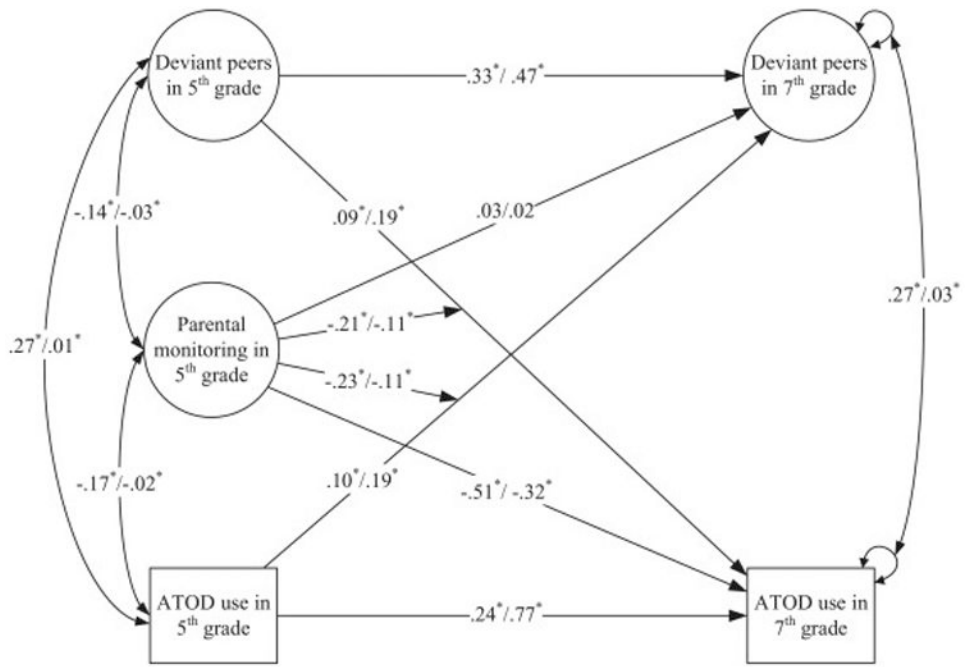 Deviant peers
in 5th grade
Deviant peers
in 7th grade
.33*/ .47*
-.14*/-.03*
.09*/.19*
.03/.02
.27*/.03*
Parental
monitoring in
5th grade
-.21*/-.11*
.27*/.01*
-.23*/-.11*
-.17*/-.02*
.10*/.19*
-.51*/ -.32*
ATOD use in
5th grade
.24*/.77*
ATOD use in
7th grade